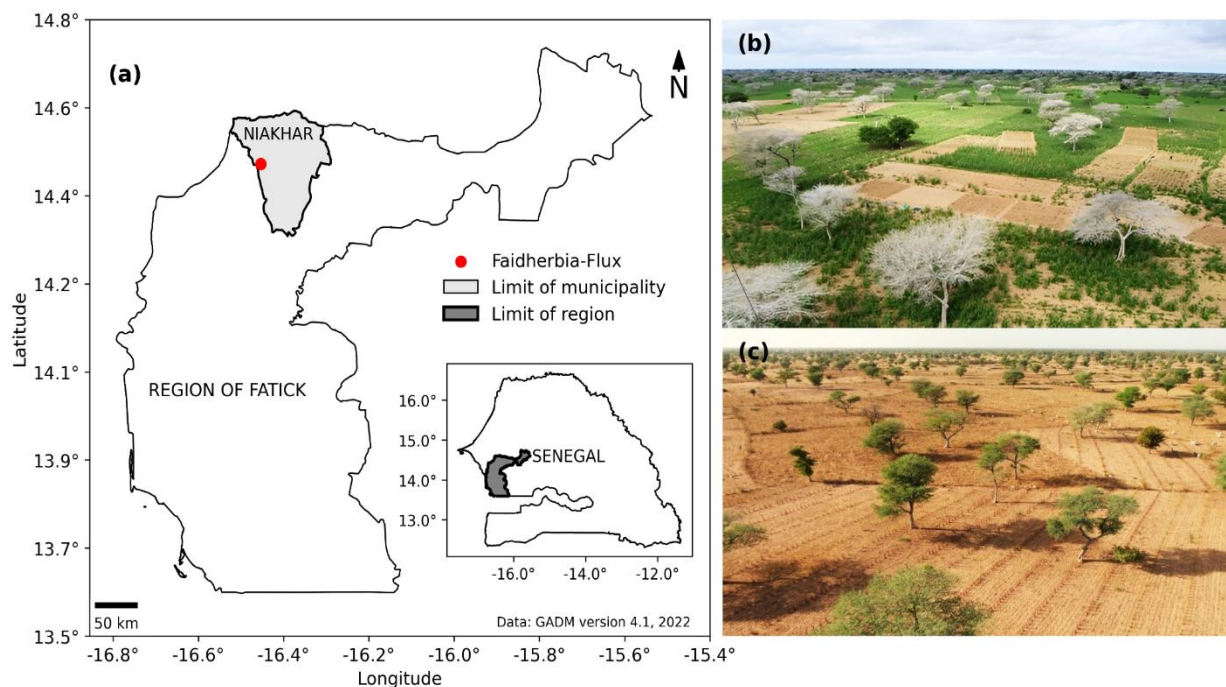 (a)
N
NIAKHAR
Faidherbia-Flux
Limit of municipality
Limit of region
REGION OF FATICK
SENEGAL
16.0°
15.0°
14.0°
13.0°
-16.0°
-14.0°
-12.0°
50 km
Data: GADM version 4.1, 2022
14.8°
14.6°
14.4°
14.2°
14.1°
13.9°
13.7°
13.5°
Latitude
-16.8°
-16.6°
-16.4°
-16.2°
-16.0°
-15.8°
-15.6°
-15.4°
Longitude
(b)
(c)